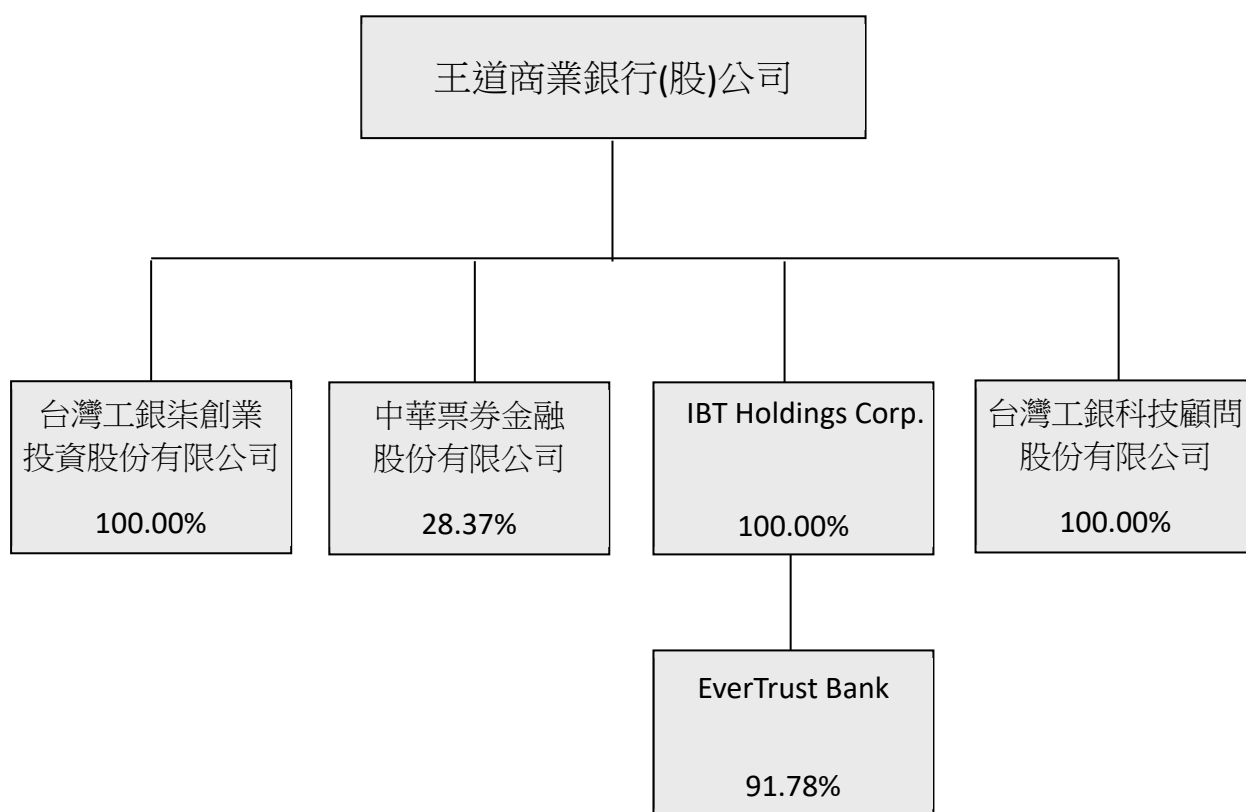 王道商業銀行(股)公司
台灣工銀柒創業
投資股份有限公司
100.00%
中華票券金融
股份有限公司
28.37%
IBT Holdings Corp.
100.00%
台灣工銀科技顧問
股份有限公司
100.00%
EverTrust Bank
91.78%